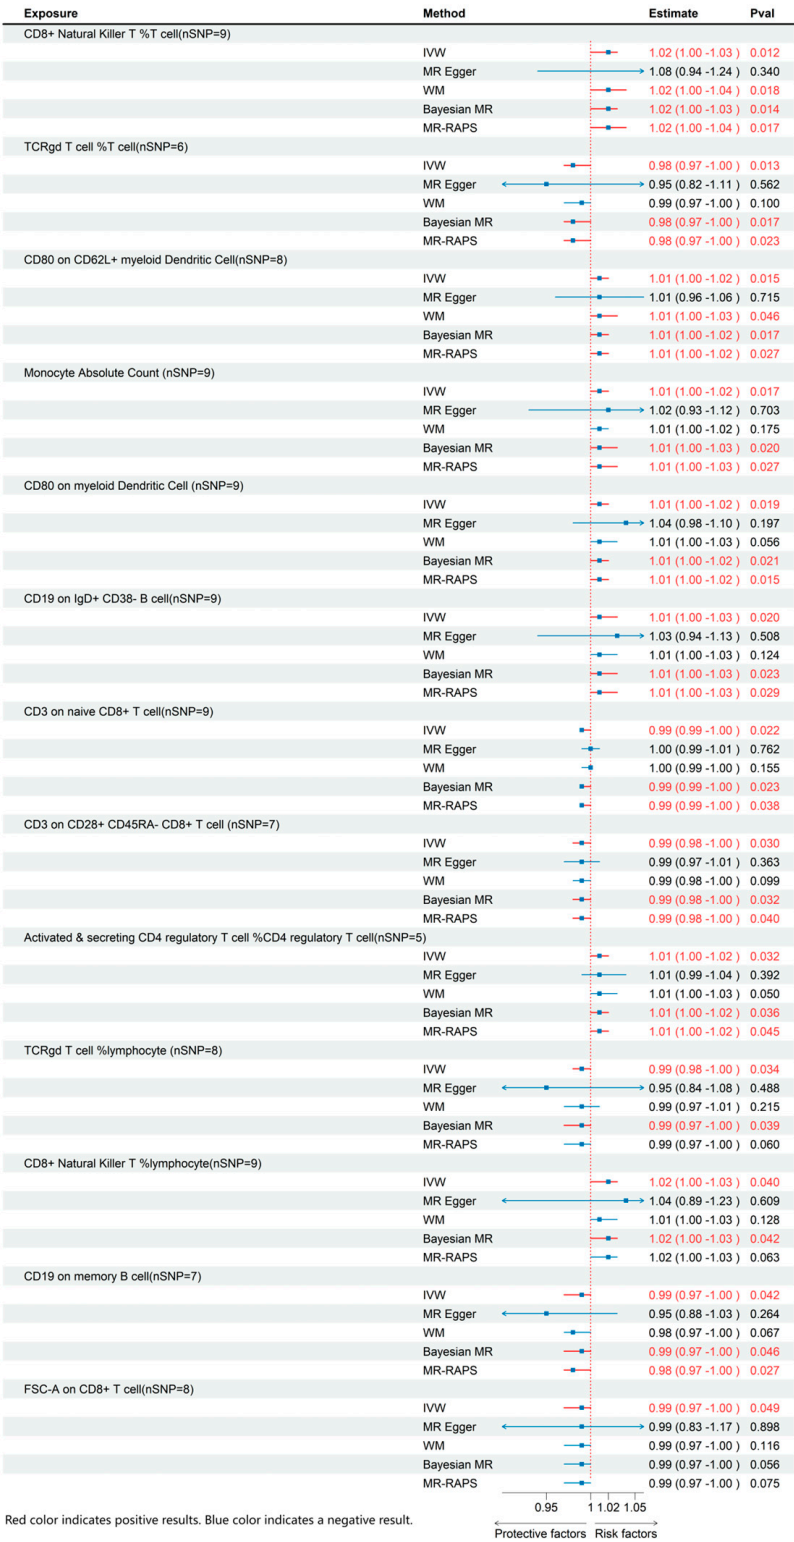 Exposure Method Estimate Pval
CD8+ Natural Killer T %T cell(nSNP=9)
IVW 1.02 (1.00 -1.03 ) 0.012
MR Egger 1.08 (0.94 -1.24 ) 0.340
WM 1.02 (1.00 -1.04 ) 0.018
Bayesian MR 1.02 (1.00 -1.03 ) 0.014
MR-RAPS 1.02 (1.00 -1.04 ) 0.017
TCRgd T cell %T cell(nSNP=6)
IVW 0.98 (0.97 -1.00 ) 0.013
MR Egger 0.95 (0.82 -1.11 ) 0.562
WM 0.99 (0.97 -1.00 ) 0.100
Bayesian MR 0.98 (0.97 -1.00 ) 0.017
MR-RAPS 0.98 (0.97 -1.00 ) 0.023
CD80 on CD62L+ myeloid Dendritic Cell(nSNP=8)
IVW 1.01 (1.00 -1.02 ) 0.015
MR Egger 1.01 (0.96 -1.06 ) 0.715
WM 1.01 (1.00 -1.03 ) 0.046
Bayesian MR 1.01 (1.00 -1.02 ) 0.017
MR-RAPS 1.01 (1.00 -1.02 ) 0.027
Monocyte Absolute Count (nSNP=9)
IVW 1.01 (1.00 -1.02 ) 0.017
MR Egger 1.02 (0.93 -1.12 ) 0.703
WM 1.01 (1.00 -1.02 ) 0.175
Bayesian MR 1.01 (1.00 -1.03 ) 0.020
MR-RAPS 1.01 (1.00 -1.03 ) 0.027
CD80 on myeloid Dendritic Cell (nSNP=9)
IVW 1.01 (1.00 -1.02 ) 0.019
MR Egger 1.04 (0.98 -1.10 ) 0.197
WM 1.01 (1.00 -1.03 ) 0.056
Bayesian MR 1.01 (1.00 -1.02 ) 0.021
MR-RAPS 1.01 (1.00 -1.02 ) 0.015
CD19 on IgD+ CD38- B cell(nSNP=9)
IVW 1.01 (1.00 -1.03 ) 0.020
MR Egger 1.03 (0.94 -1.13 ) 0.508
WM 1.01 (1.00 -1.03 ) 0.124
Bayesian MR 1.01 (1.00 -1.03 ) 0.023
MR-RAPS 1.01 (1.00 -1.03 ) 0.029
CD3 on naive CD8+ T cell(nSNP=9)
IVW 0.99 (0.99 -1.00 ) 0.022
MR Egger 1.00 (0.99 -1.01 ) 0.762
WM 1.00 (0.99 -1.00 ) 0.155
Bayesian MR 0.99 (0.99 -1.00 ) 0.023
MR-RAPS 0.99 (0.99 -1.00 ) 0.038
CD3 on CD28+ CD45RA- CD8+ T cell (nSNP=7)
IVW 0.99 (0.98 -1.00 ) 0.030
MR Egger 0.99 (0.97 -1.01 ) 0.363
WM 0.99 (0.98 -1.00 ) 0.099
Bayesian MR 0.99 (0.98 -1.00 ) 0.032
MR-RAPS 0.99 (0.98 -1.00 ) 0.040
Activated & secreting CD4 regulatory T cell %CD4 regulatory T cell(nSNP=5)
IVW 1.01 (1.00 -1.02 ) 0.032
MR Egger 1.01 (0.99 -1.04 ) 0.392
WM 1.01 (1.00 -1.03 ) 0.050
Bayesian MR 1.01 (1.00 -1.02 ) 0.036
MR-RAPS 1.01 (1.00 -1.02 ) 0.045
TCRgd T cell %lymphocyte (nSNP=8)
IVW 0.99 (0.98 -1.00 ) 0.034
MR Egger 0.95 (0.84 -1.08 ) 0.488
WM 0.99 (0.97 -1.01 ) 0.215
Bayesian MR 0.99 (0.97 -1.00 ) 0.039
MR-RAPS 0.99 (0.97 -1.00 ) 0.060
CD8+ Natural Killer T %lymphocyte(nSNP=9)
IVW 1.02 (1.00 -1.03 ) 0.040
MR Egger 1.04 (0.89 -1.23 ) 0.609
WM 1.01 (1.00 -1.03 ) 0.128
Bayesian MR 1.02 (1.00 -1.03 ) 0.042
MR-RAPS 1.02 (1.00 -1.03 ) 0.063
CD19 on memory B cell(nSNP=7)
IVW 0.99 (0.97 -1.00 ) 0.042
MR Egger 0.95 (0.88 -1.03 ) 0.264
WM 0.98 (0.97 -1.00 ) 0.067
Bayesian MR 0.99 (0.97 -1.00 ) 0.046
MR-RAPS 0.98 (0.97 -1.00 ) 0.027
FSC-A on CD8+ T cell(nSNP=8)
IVW 0.99 (0.97 -1.00 ) 0.049
MR Egger 0.99 (0.83 -1.17 ) 0.898
WM 0.99 (0.97 -1.00 ) 0.116
Bayesian MR 0.99 (0.97 -1.00 ) 0.056
MR-RAPS 0.99 (0.97 -1.00 ) 0.075
0.95 1 1.02 1.05
Red color indicates positive results. Blue color indicates a negative result.
Protective factors Risk factors